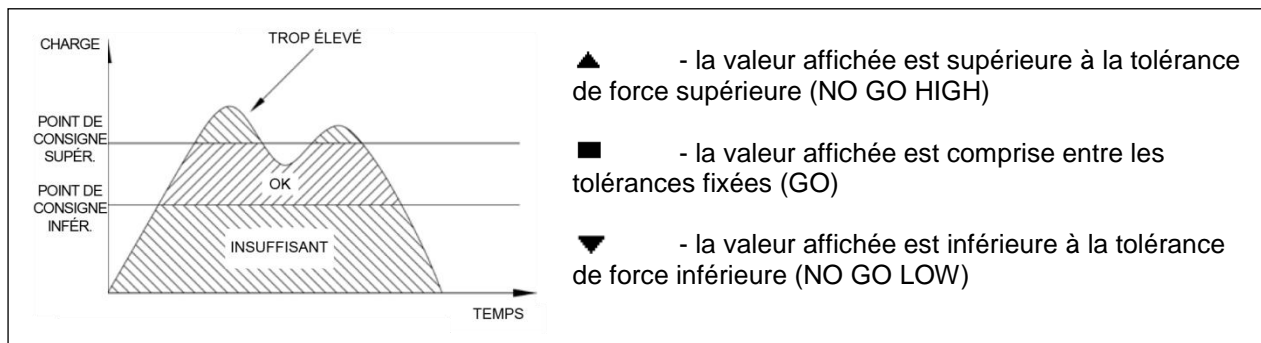 CHARGE
TROP ÉLEVÉ
POINT DE
CONSIGNE
SUPÉR.
OK
POINT DE
CONSIGNE
INFÉR.
INSUFFISANT
TEMPS
▲ - la valeur affichée est supérieure à la tolérance
de force supérieure (NO GO HIGH)
■ - la valeur affichée est comprise entre les
tolérances fixées (GO)
▼ - la valeur affichée est inférieure à la tolérance
de force inférieure (NO GO LOW)